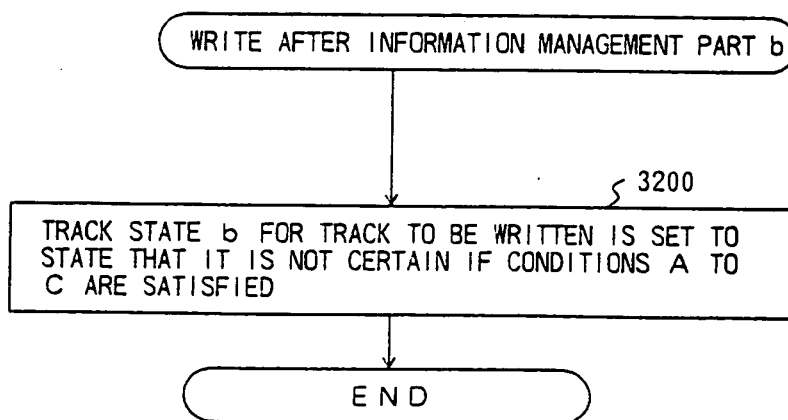 WRITE AFTER INFORMATION MANAGEMENT PART b
3200
TRACK STATE b FOR TRACK TO BE WRITTEN IS SET TO
STATE THAT IT IS NOT CERTAIN IF CONDITIONS A TO
C ARE SATISFIED
END